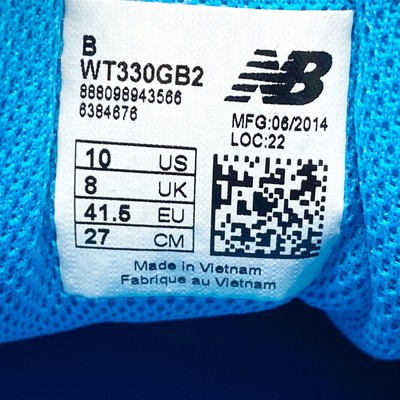 B
WT330GB2
888098943566
6384676
NB
MFG:06/2014
LOC:22
10 US
8 UK
41.5 EU
27 CM
Made in Vietnam
Fabrique au Vietnam